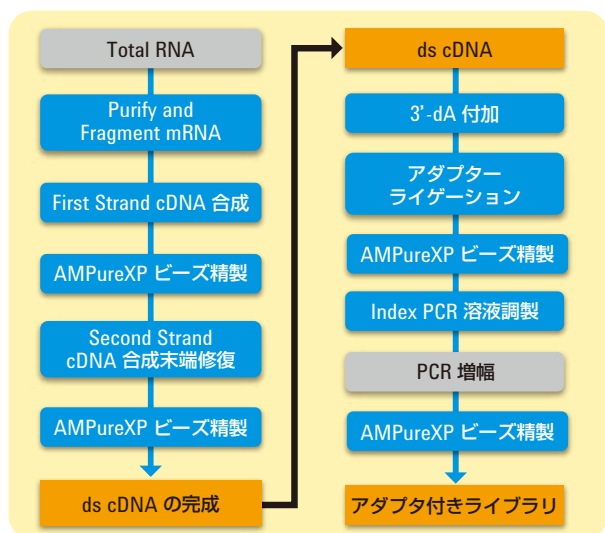 Total RNA
Purify and
Fragment mRNA
First Strand cDNA 合成
AMPureXP ビーズ精製
Second Strand
cDNA 合成末端修復
AMPureXP ビーズ精製
ds cDNA の完成
ds cDNA
3’-dA 付加
アダプター
ライゲーション
AMPureXP ビーズ精製
Index PCR 溶液調製
PCR 増幅
AMPureXP ビーズ精製
アダプタ付きライブラリ